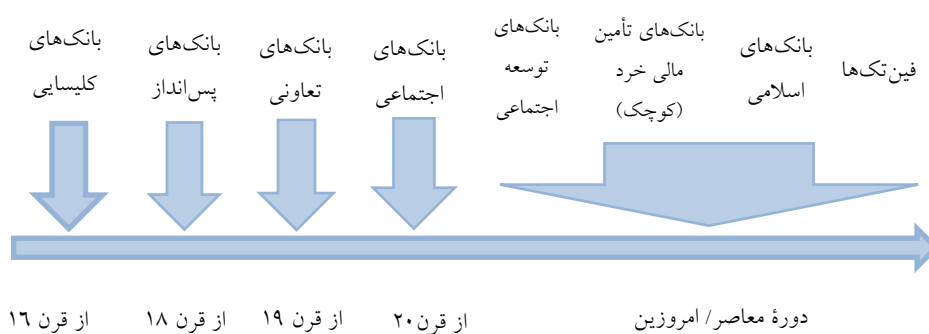 بانک‌های
کلیسایی
بانک‌های
پس‌انداز
بانک‌های
تعاونی
بانک‌های
اجتماعی
بانک‌های
توسعه
اجتماعی
بانک‌های تأمین
مالی خرد
(کوچک)
بانک‌های
اسلامی
فین‌تک‌ها
از قرن ۱۶
از قرن ۱۸
از قرن ۱۹
از قرن۲۰
دورهٔ معاصر/ امروزین